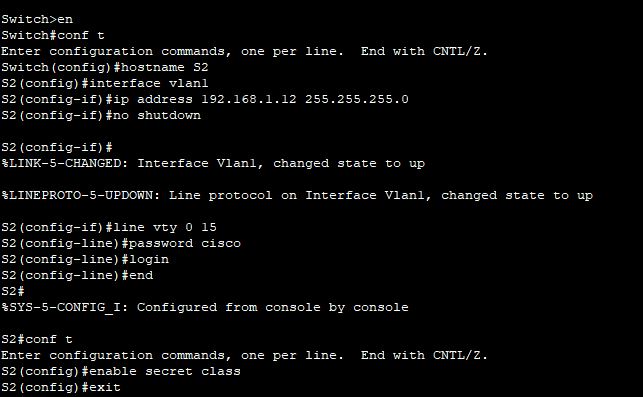 Switch>en
Switch#conf t
Enter configuration commands, one per line.  End with CNTL/Z.
Switch(config)#hostname S2
S2(config)#interface vlan1
S2(config-if)#ip address 192.168.1.12 255.255.255.0
S2(config-if)#no shutdown
S2(config-if)#
%LINK-5-CHANGED: Interface Vlan1, changed state to up
%LINEPROTO-5-UPDOWN: Line protocol on Interface Vlan1, changed state to up
S2(config-if)#line vty 0 15
S2(config-line)#password cisco
S2(config-line)#login
S2(config-line)#end
S2#
%SYS-5-CONFIG_I: Configured from console by console
S2#conf t
Enter configuration commands, one per line.  End with CNTL/Z.
S2(config)#enable secret class
S2(config)#exit